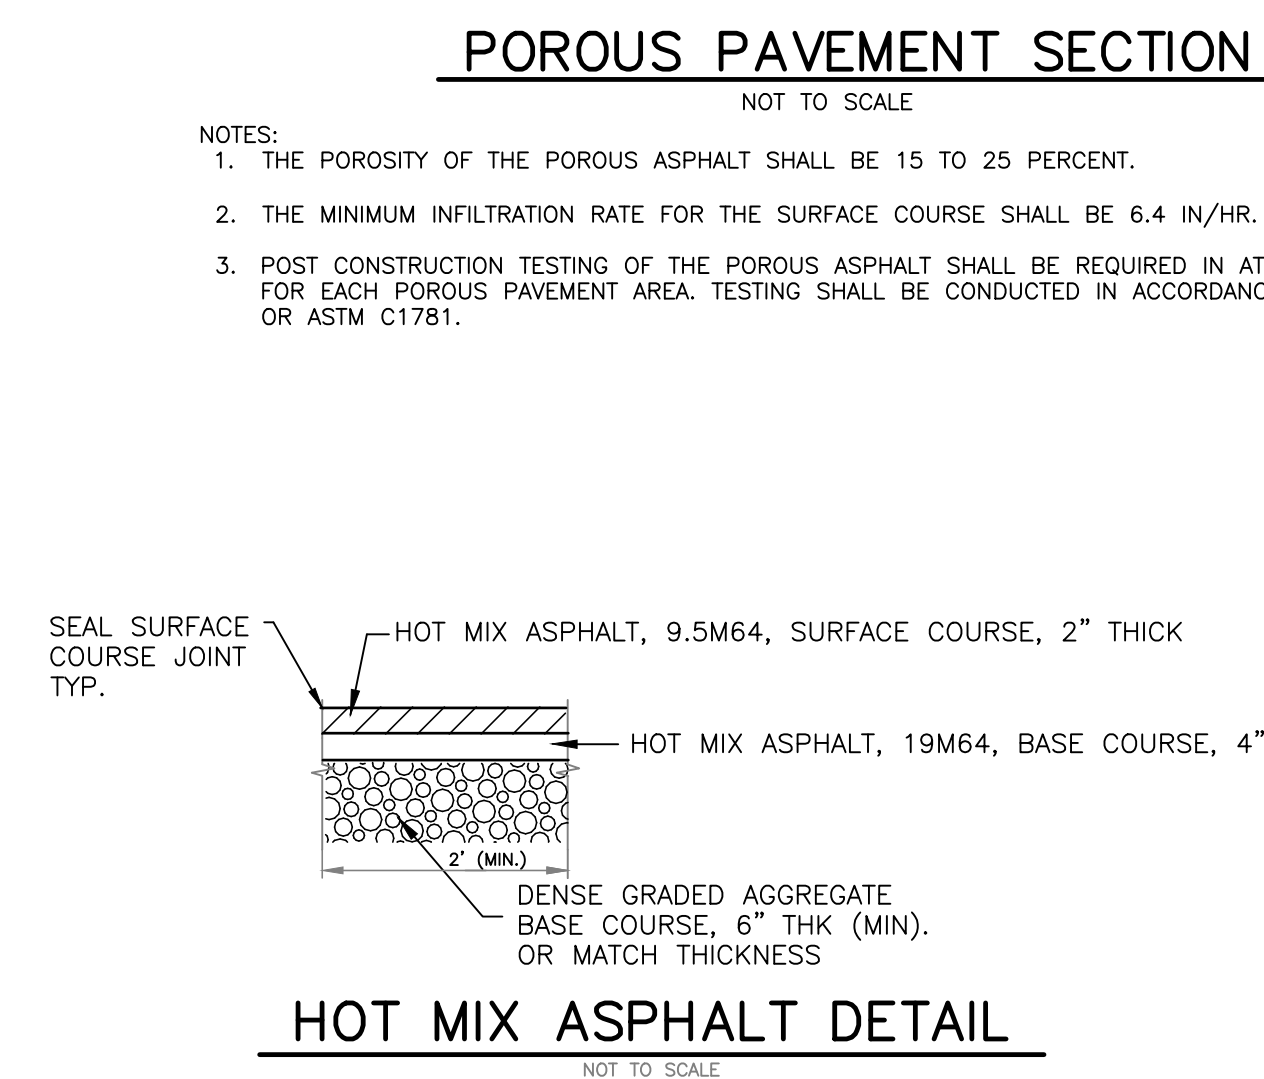 POROUS PAVEMENT SECTION
NOT TO SCALE
NOTES:
1. THE POROSITY OF THE POROUS ASPHALT SHALL BE 15 TO 25 PERCENT.
2. THE MINIMUM INFILTRATION RATE FOR THE SURFACE COURSE SHALL BE 6.4 IN/HR.
3. POST CONSTRUCTION TESTING OF THE POROUS ASPHALT SHALL BE REQUIRED IN AT
FOR EACH POROUS PAVEMENT AREA. TESTING SHALL BE CONDUCTED IN
OR ASTM C1781.
SEAL SURFACE
COURSE JOINT
TYP.
HOT MIX ASPHALT, 9.5M64, SURFACE COURSE, 2” THICK
HOT MIX ASPHALT, 19M64, BASE COURSE, 4”
2’ (MIN.)
DENSE GRADED AGGREGATE
BASE COURSE, 6” THK (MIN).
OR MATCH THICKNESS
HOT MIX ASPHALT DETAIL
NOT TO SCALE